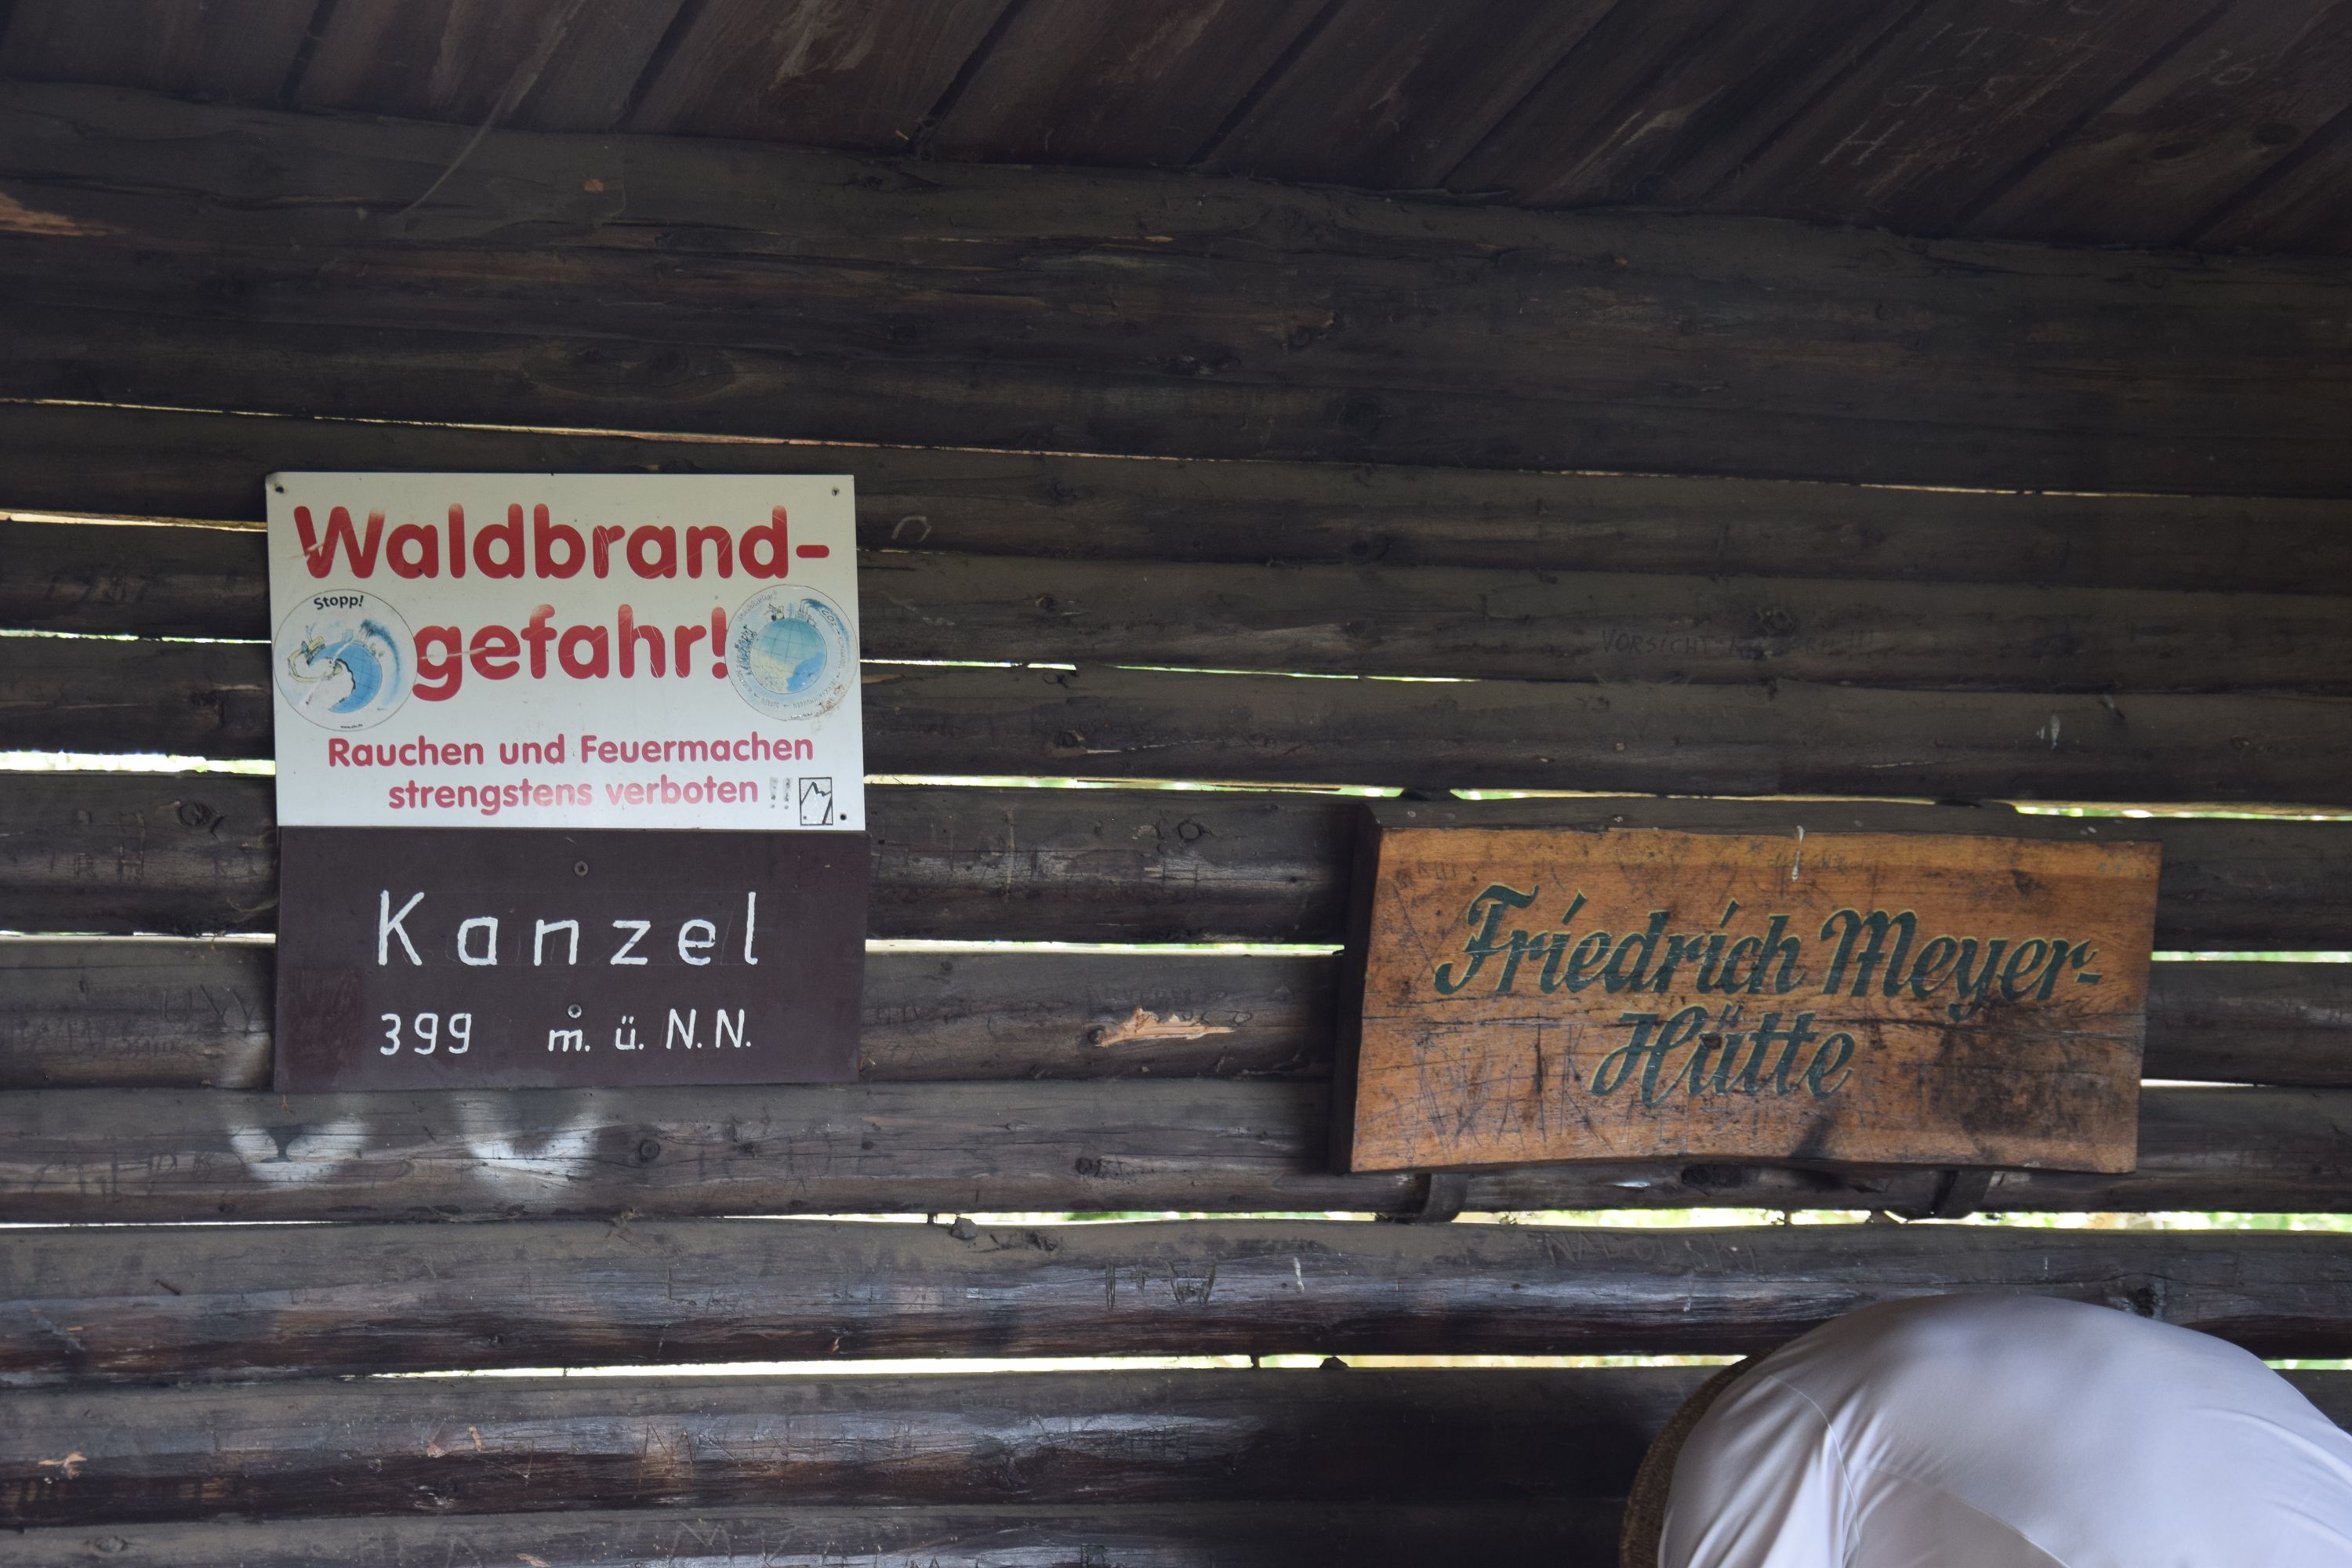 Waldbrand-
Stopp!
gefahr!
Rauchen und Feuermachen
strengstens verboten !!
Kanzel
399 m. ü. N.N.
Friedrich Meyer-
Hütte